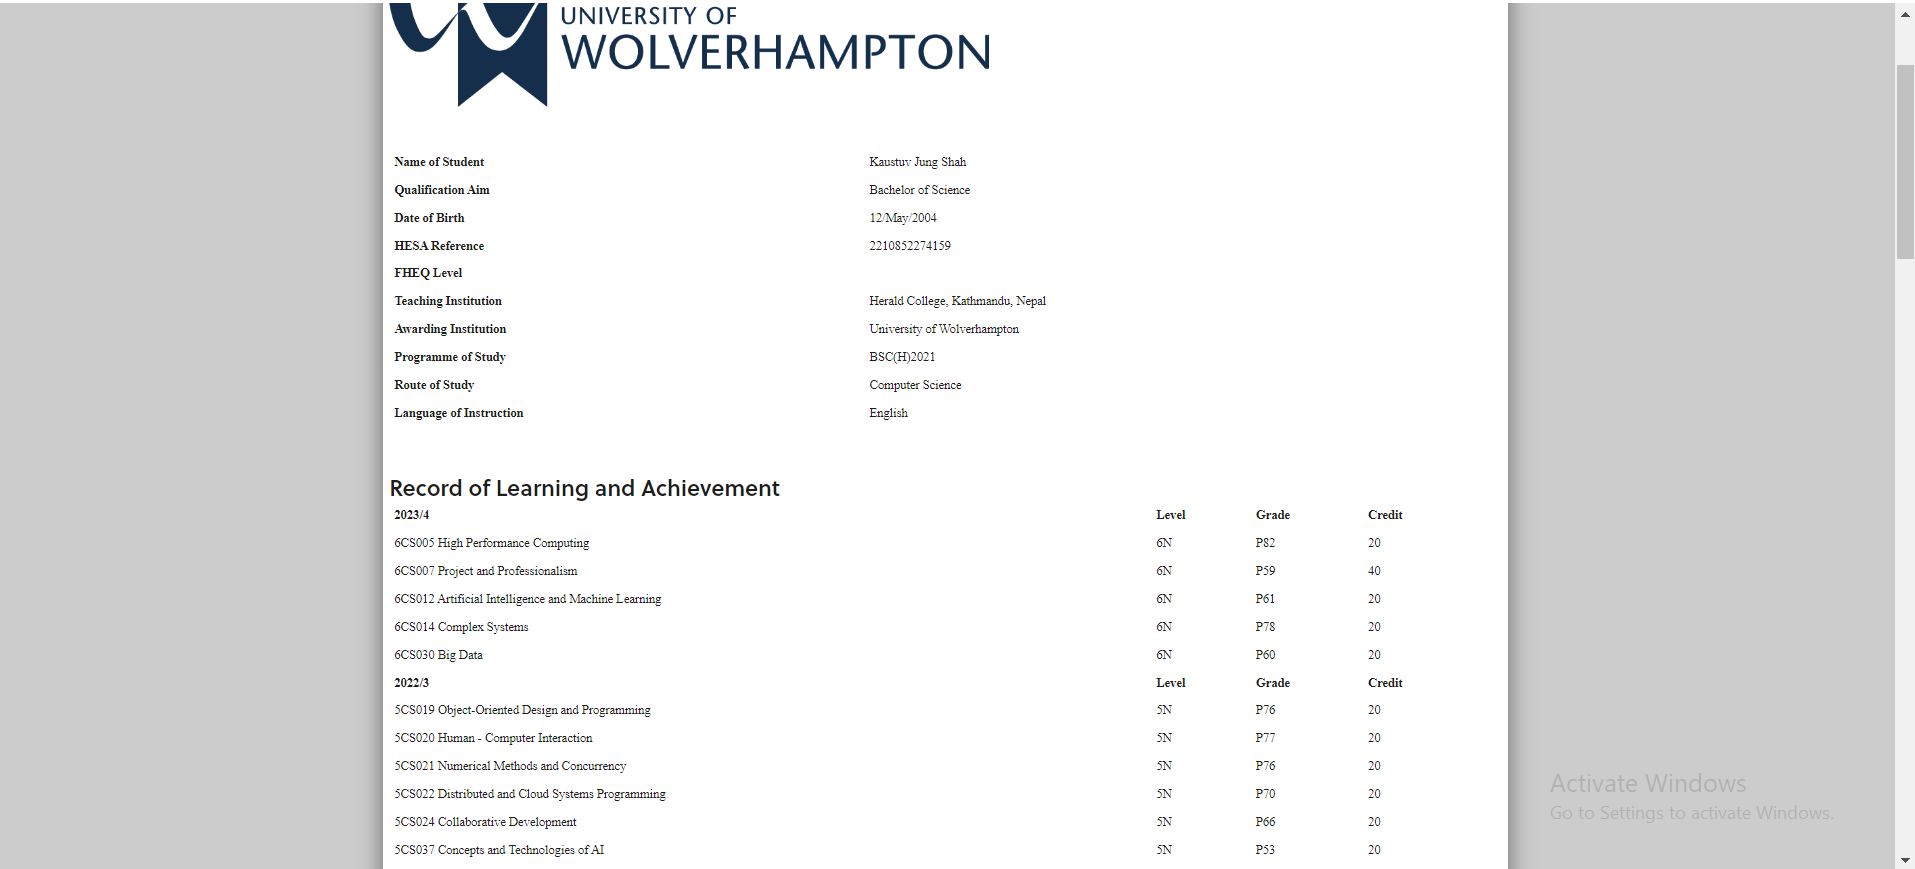 UNIVERSITY OF
WOLVERHAMPTON
Name of Student Kaustuv Jung Shah
Qualification Aim Bachelor of Science
Date of Birth 12/May/2004
HESA Reference 2210852274159
FHEQ Level
Teaching Institution Herald College, Kathmandu, Nepal
Awarding Institution University of Wolverhampton
Programme of Study BSC(H)2021
Route of Study Computer Science
Language of Instruction English
Record of Learning and Achievement
2023/4 Level Grade Credit
6CS005 High Performance Computing 6N P82 20
6CS007 Project and Professionalism 6N P59 40
6CS012 Artificial Intelligence and Machine Learning 6N P61 20
6CS014 Complex Systems 6N P78 20
6CS030 Big Data 6N P60 20
2022/3 Level Grade Credit
5CS019 Object-Oriented Design and Programming 5N P76 20
5CS020 Human - Computer Interaction 5N P77 20
5CS021 Numerical Methods and Concurrency 5N P76 20
5CS022 Distributed and Cloud Systems Programming 5N P70 20
5CS024 Collaborative Development 5N P66 20
5CS037 Concepts and Technologies of AI 5N P53 20
Activate Windows
Go to Settings to activate Windows.